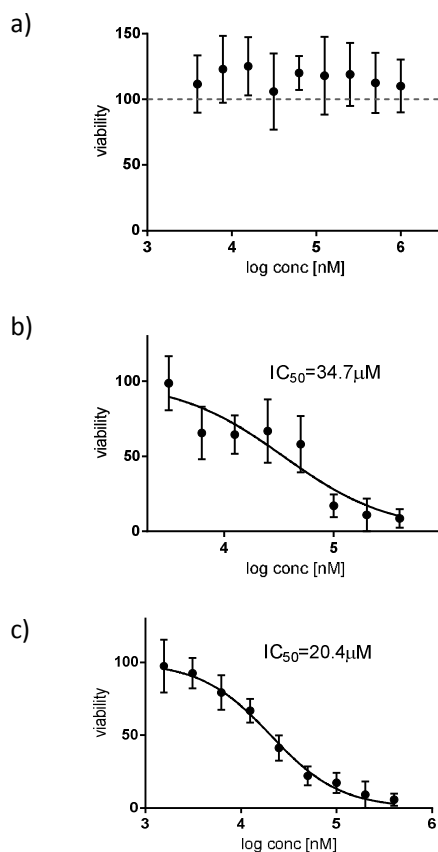 a)
150
100
50
0
viability
3
4
5
6
log conc [nM]
b)
IC50=34.7μM
100
50
0
viability
4
5
log conc [nM]
c)
IC50=20.4μM
100
50
0
viability
3
4
5
6
log conc [nM]